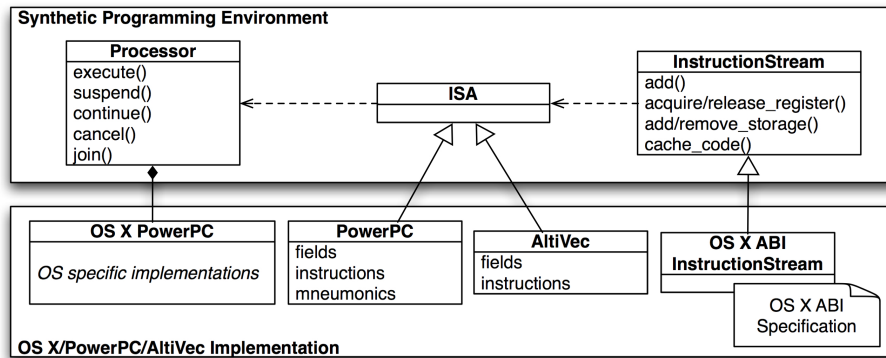 Synthetic Programming Environment
Processor
execute()
suspend()
continue()
cancel()
join()
ISA
InstructionStream
add()
acquire/release_register()
add/remove_storage()
cache_code()
OS X PowerPC
OS specific implementations
PowerPC
fields
instructions
mneumonics
AltiVec
fields
instructions
OS X ABI
InstructionStream
OS X ABI
Specification
OS X/PowerPC/AltiVec Implementation